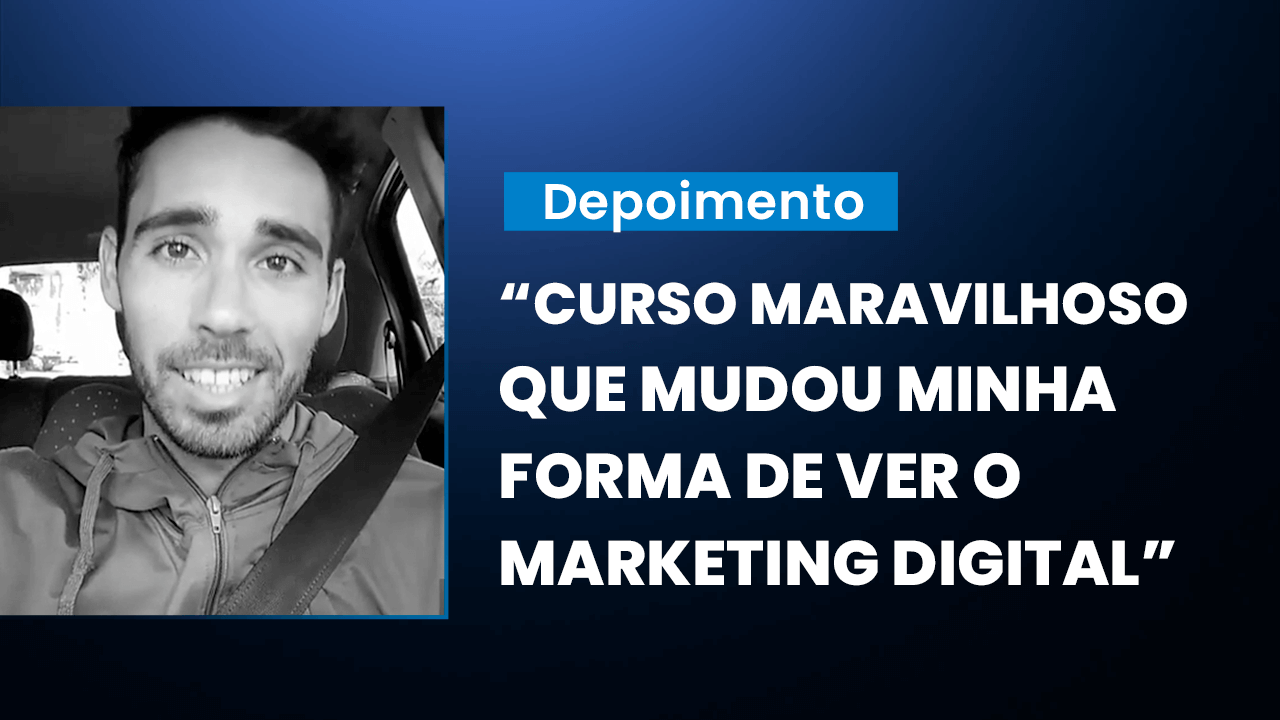 Depoimento
“CURSO MARAVILHOSO
QUE MUDOU MINHA
FORMA DE VER O
MARKETING DIGITAL”